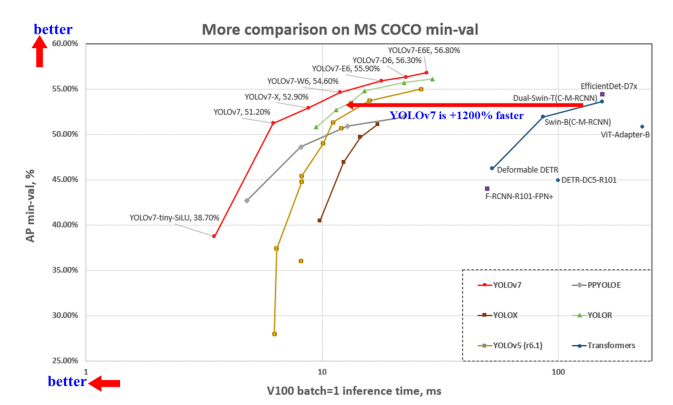 better
More comparison on MS COCO min-val
60.00%
55.00%
50.00%
45.00%
40.00%
35.00%
30.00%
25.00%
AP min-val, %
YOLOv7-E6E, 56.80%
YOLOv7-D6, 56.30%
YOLOv7-E6, 55.90%
YOLOv7-W6, 54.60%
YOLOv7-X, 52.90%
YOLOv7, 51.20%
YOLOv7-tiny-SiLU, 38.70%
EfficientDet-D7x
Dual-Swin-T(C-M-RCNN)
YOLOv7 is +1200% faster
Swin-B(C-M-RCNN)
ViT-Adapter-B
Deformable DETR
DETR-DC5-R101
F-RCNN-R101-FPN+
YOLOv7
PPYOLOE
YOLOX
YOLOR
YOLOv5 (r6.1)
Transformers
1
10
100
better
V100 batch=1 inference time, ms